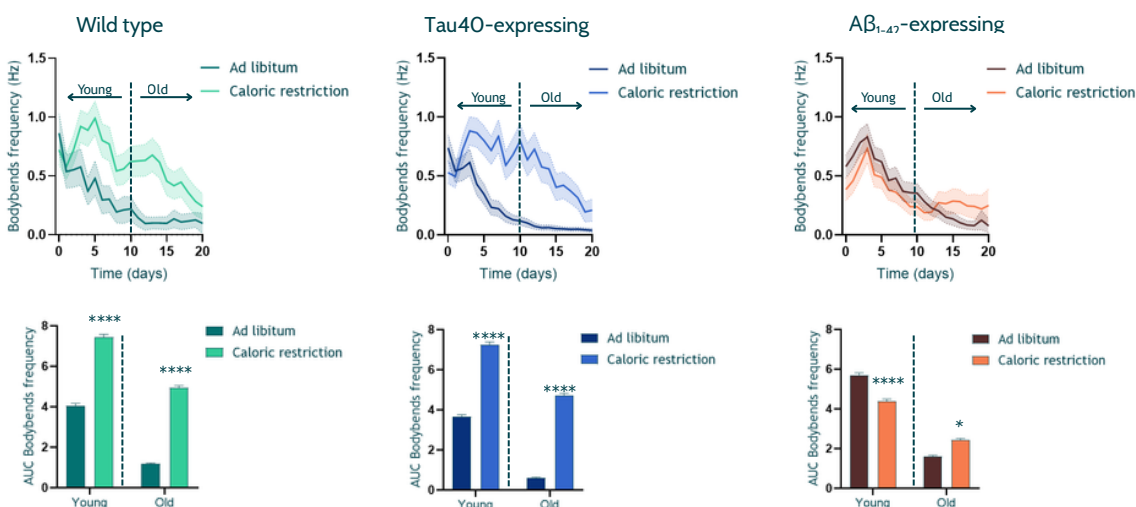 Wild type
Tau40-expressing
Aβ₁₋₄₂-expressing
Bodybends frequency (Hz)
1.5
1.0
0.5
0.0
Young
Old
Ad libitum
Caloric restriction
0 5 10 15 20
Time (days)
Bodybends frequency (Hz)
1.5
1.0
0.5
0.0
Young
Old
Ad libitum
Caloric restriction
0 5 10 15 20
Time (days)
Bodybends frequency (Hz)
1.5
1.0
0.5
0.0
Young
Old
Ad libitum
Caloric restriction
0 5 10 15 20
Time (days)
AUC Bodybends frequency
8
6
4
2
0
****
****
Ad libitum
Caloric restriction
Young Old
AUC Bodybends frequency
8
6
4
2
0
****
****
Ad libitum
Caloric restriction
Young Old
AUC Bodybends frequency
8
6
4
2
0
****
*
Ad libitum
Caloric restriction
Young Old